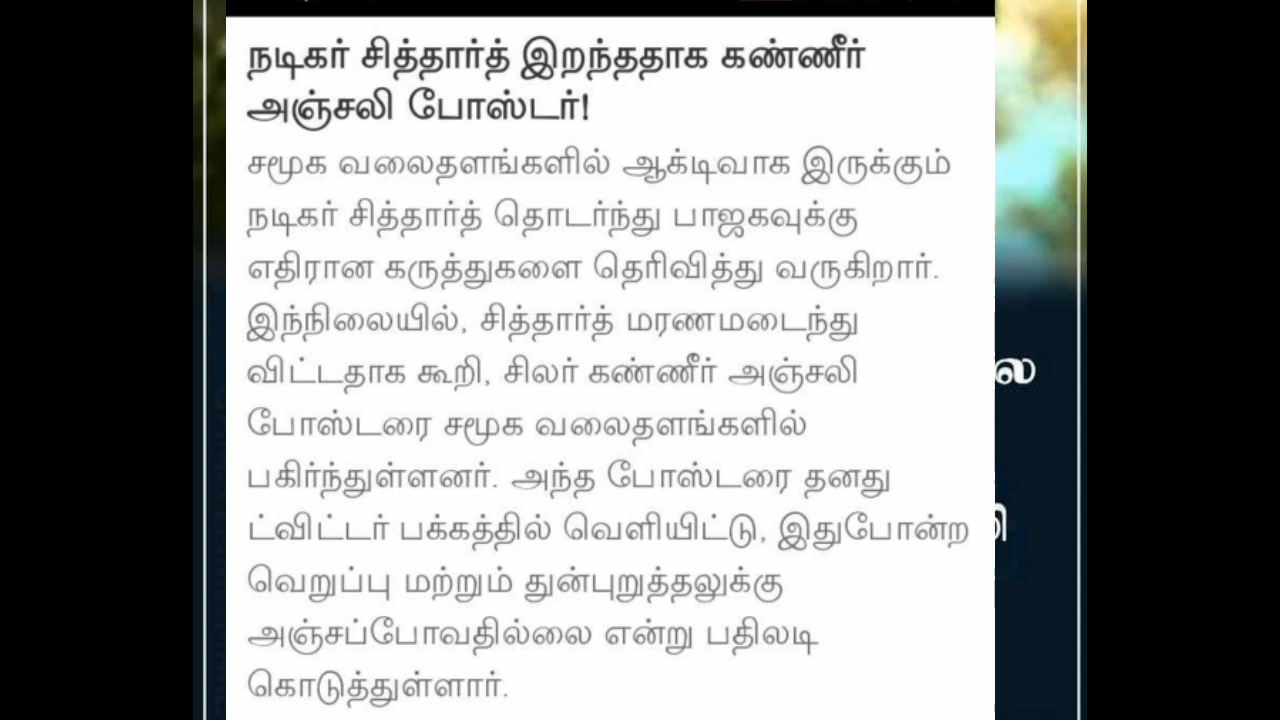 நடிகர் சித்தார்த் இறந்ததாக கண்ணீர்
அஞ்சலி போஸ்டர்!
சமூக வலைதளங்களில் ஆக்டிவாக இருக்கும்
நடிகர் சித்தார்த் தொடர்ந்து பாஜகவுக்கு
எதிரான கருத்துகளை தெரிவித்து வருகிறார்.
இந்நிலையில், சித்தார்த் மரணமடைந்து
விட்டதாக கூறி, சிலர் கண்ணீர் அஞ்சலி
போஸ்டரை சமூக வலைதளங்களில்
பகிர்ந்துள்ளனர். அந்த போஸ்டரை தனது
ட்விட்டர் பக்கத்தில் வெளியிட்டு, இதுபோன்ற
வெறுப்பு மற்றும் துன்புறுத்தலுக்கு
அஞ்சப்போவதில்லை என்று பதிலடி
கொடுத்துள்ளார்.